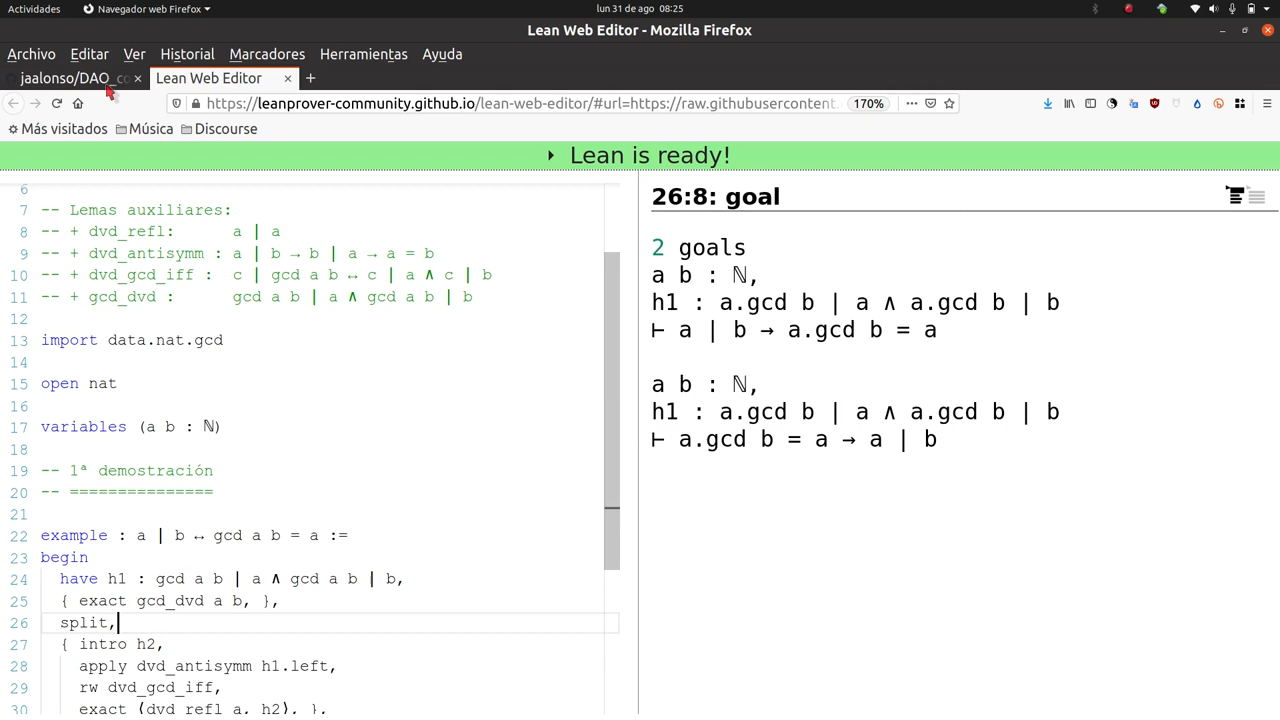 Actividades
Navegador web Firefox
lun 31 de ago 08:25
Lean Web Editor - Mozilla Firefox
Archivo Editar Ver Historial Marcadores Herramientas Ayuda
jaalonso/DAO_co × Lean Web Editor × +
https://leanprover-community.github.io/lean-web-editor/#url=https://raw.githubusercontent. 170%
Más visitados Música Discourse
Lean is ready!
6
7 -- Lemas auxiliares:
8 -- + dvd_refl: a | a
9 -- + dvd_antisymm : a | b → b | a → a = b
10 -- + dvd_gcd_iff : c | gcd a b ↔ c | a ∧ c | b
11 -- + gcd_dvd : gcd a b | a ∧ gcd a b | b
12
13 import data.nat.gcd
14
15 open nat
16
17 variables (a b : ℕ)
18
19 -- 1ª demostración
20 -- ===============
21
22 example : a | b ↔ gcd a b = a :=
23 begin
24 have h1 : gcd a b | a ∧ gcd a b | b,
25 { exact gcd_dvd a b, },
26 split,
27 { intro h2,
28 apply dvd_antisymm h1.left,
29 rw dvd_gcd_iff,
30 exact ⟨dvd_refl a, h2⟩, },
26:8: goal
2 goals
a b : ℕ,
h1 : a.gcd b | a ∧ a.gcd b | b
⊢ a | b → a.gcd b = a
a b : ℕ,
h1 : a.gcd b | a ∧ a.gcd b | b
⊢ a.gcd b = a → a | b